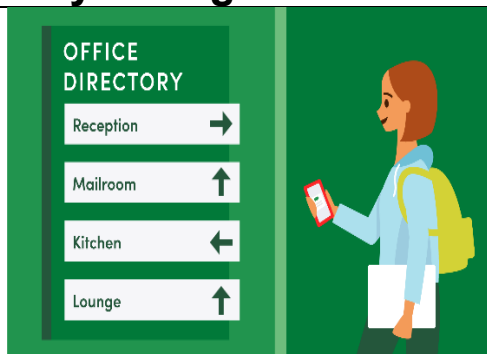 OFFICE
DIRECTORY
Reception →
Mailroom ↑
Kitchen ←
Lounge ↑